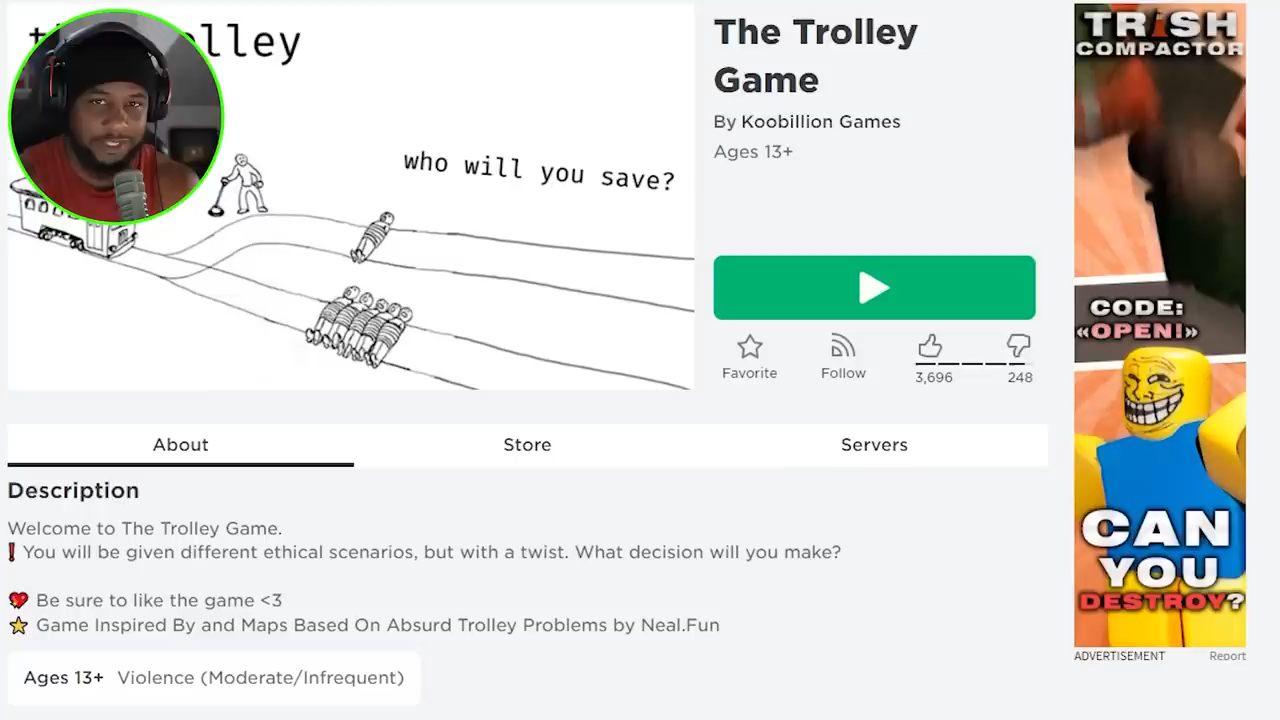 t
olley
who will you save?
The Trolley
Game
By Koobillion Games
Ages 13+
Favorite
Follow
3,696
248
About
Store
Servers
Description
Welcome to The Trolley Game.
❗ You will be given different ethical scenarios, but with a twist. What decision will you make?
❤️ Be sure to like the game <3
⭐ Game Inspired By and Maps Based On Absurd Trolley Problems by Neal.Fun
Ages 13+ Violence (Moderate/Infrequent)
TRISH
COMPACTOR
CODE:
«OPEN!»
CAN
YOU
DESTROY?
ADVERTISEMENT
Report